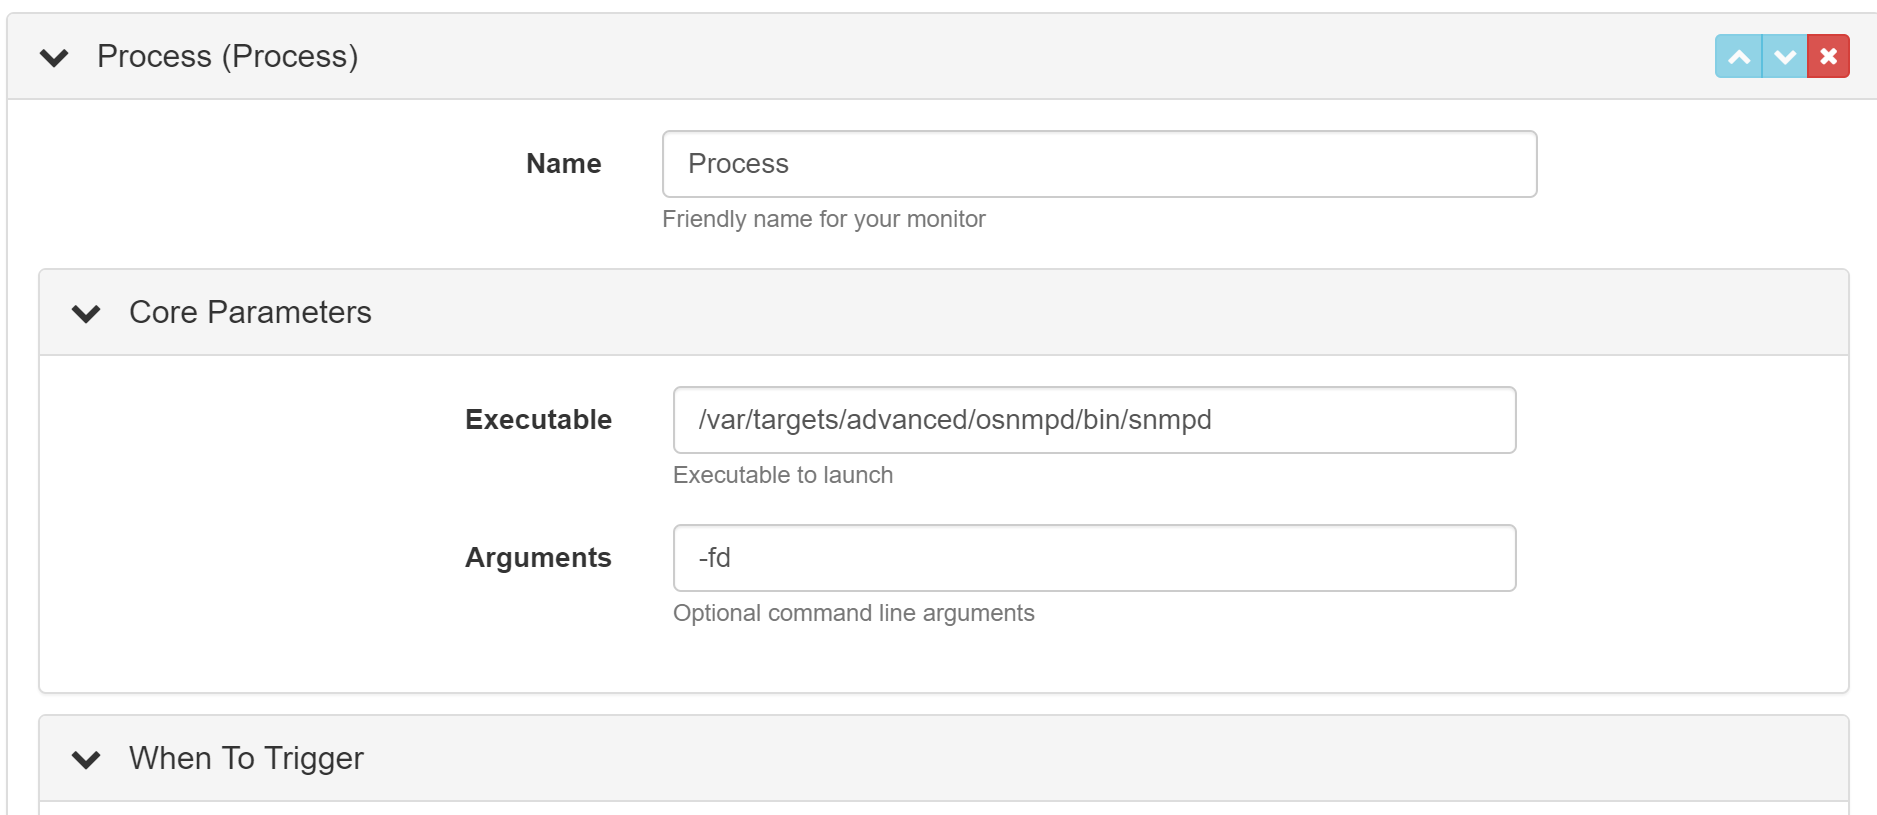 Process (Process)
Name
Process
Friendly name for your monitor
Core Parameters
Executable
/var/targets/advanced/osnmpd/bin/snmpd
Executable to launch
Arguments
-fd
Optional command line arguments
When To Trigger